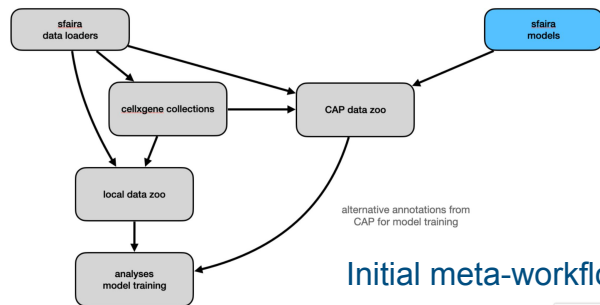 sfaira
data loaders
sfaira
models
cellxgene collections
CAP data zoo
local data zoo
alternative annotations from
CAP for model training
analyses
model training
Initial meta-workflo